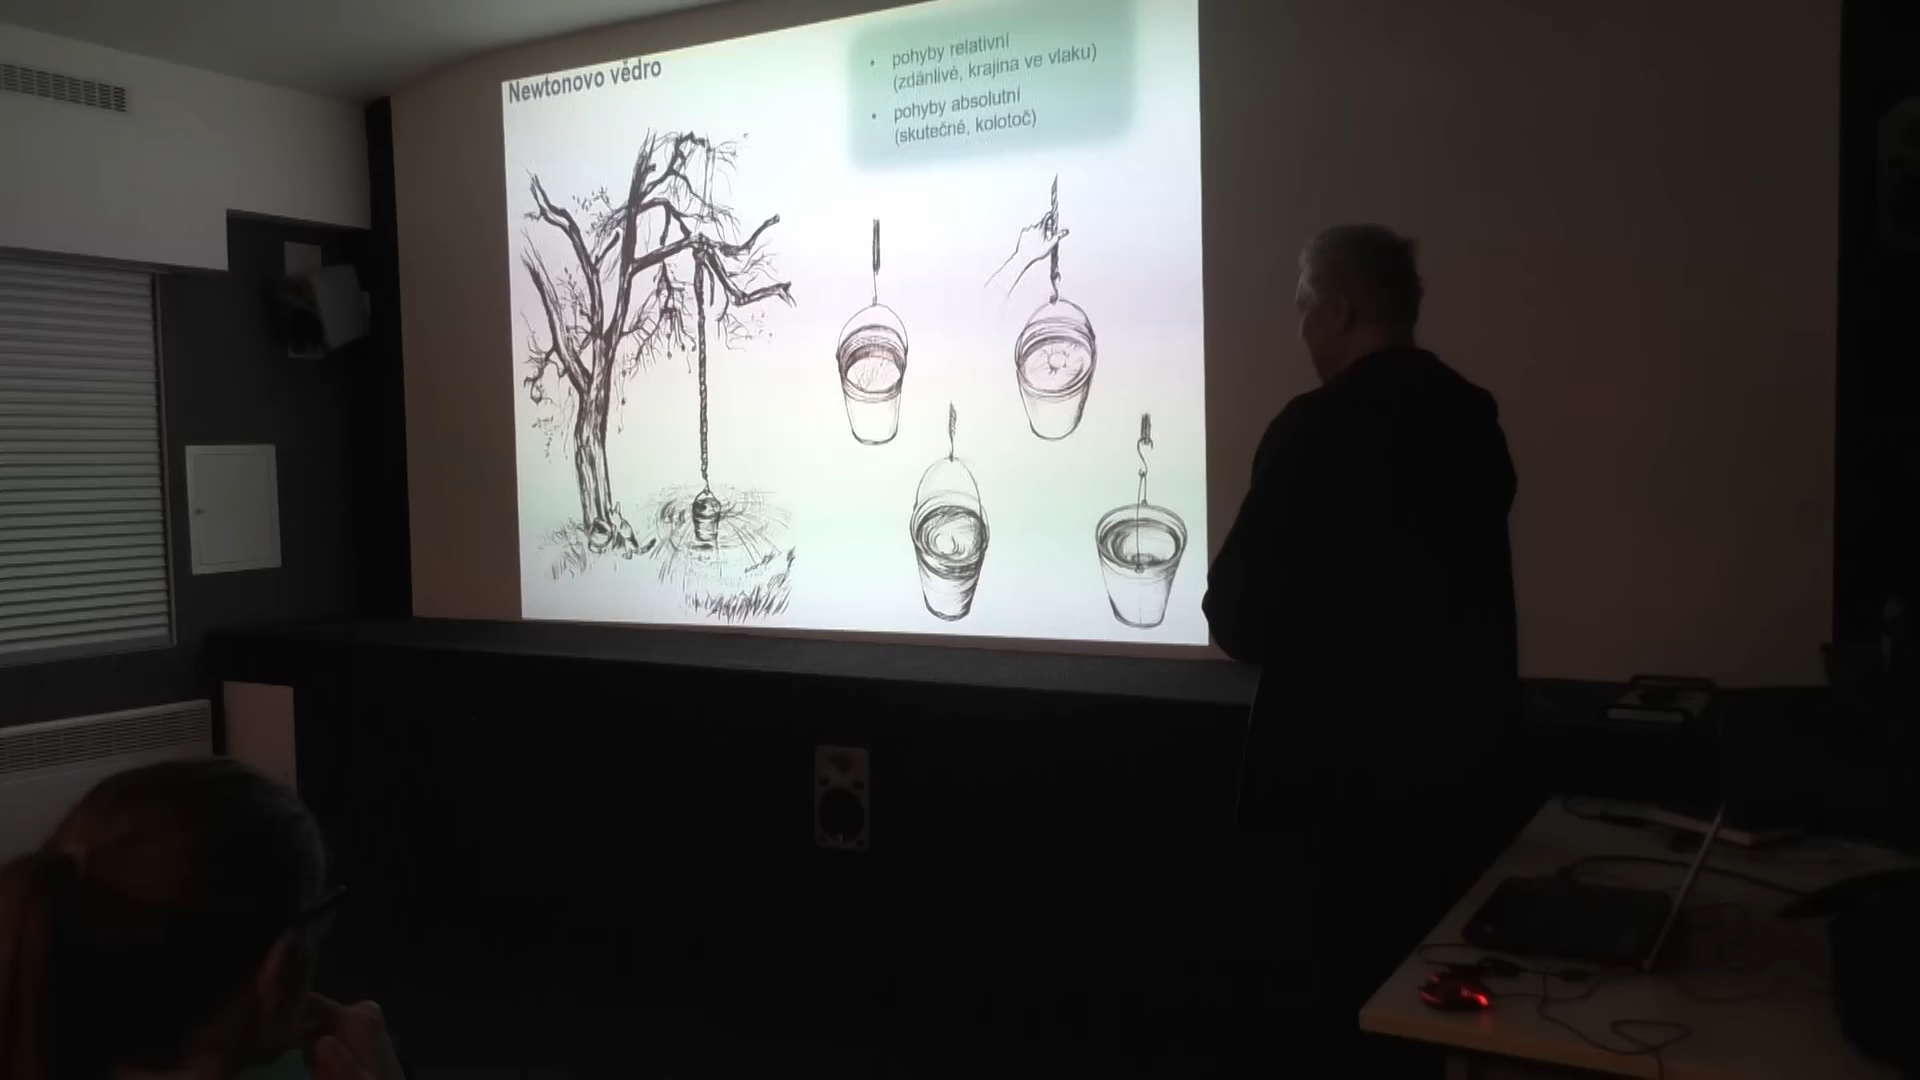 Newtonovo vědro
• pohyby relativní
(zdánlivé, krajina ve vlaku)
• pohyby absolutní
(skutečné, kolotoč)